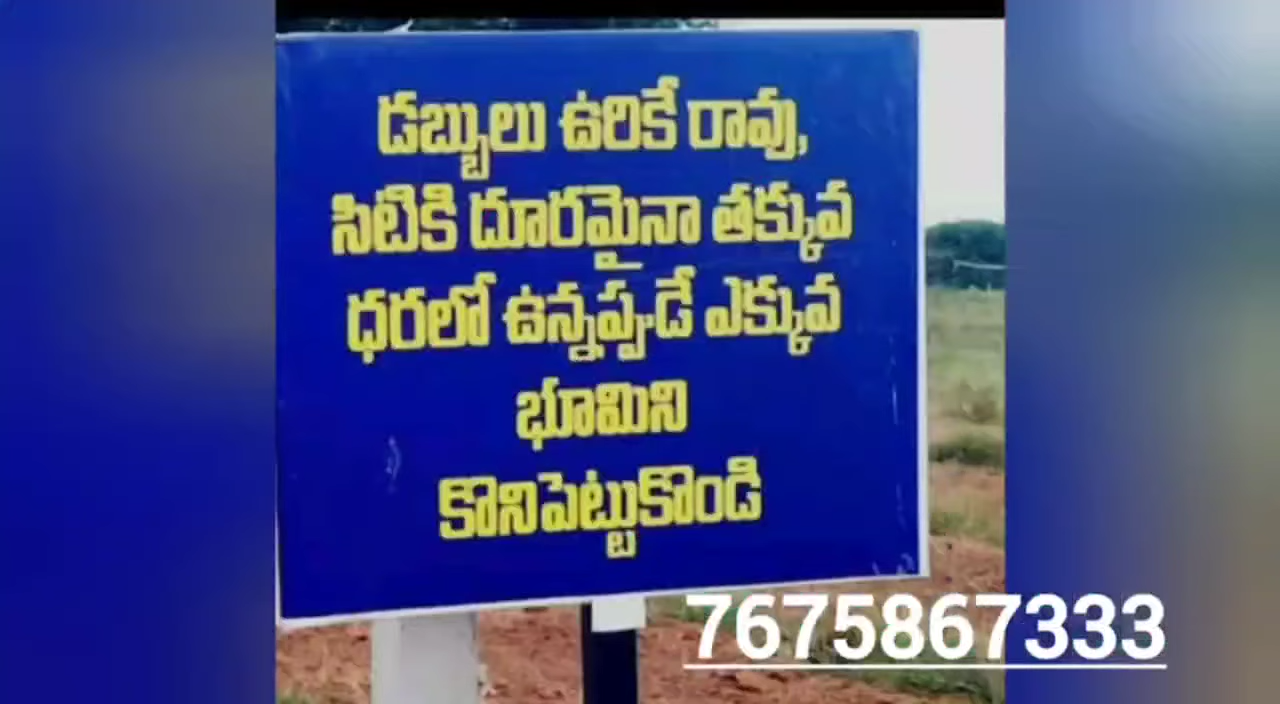 డబ్బులు ఉరికే రావు,
సిటికి దూరమైనా తక్కువ
ధరలో ఉన్నప్పుడే ఎక్కువ
భూమిని
కొనిపెట్టుకొండి
7675867333